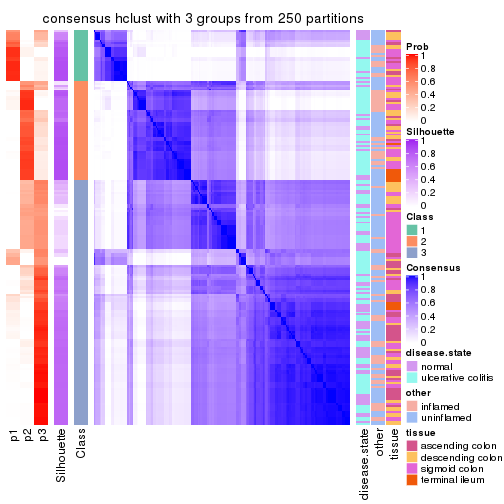 consensus hclust with 3 groups from 250 partitions
Prob
1
0.8
0.6
0.4
0.2
0
Silhouette
1
0.8
0.6
0.4
0.2
0
Class
1
2
3
Consensus
1
0.8
0.6
0.4
0.2
0
disease.state
normal
ulcerative colitis
other
inflamed
uninflamed
tissue
ascending colon
descending colon
sigmoid colon
terminal ileum
p1
p2
p3
Silhouette
Class
disease.state
other
tissue